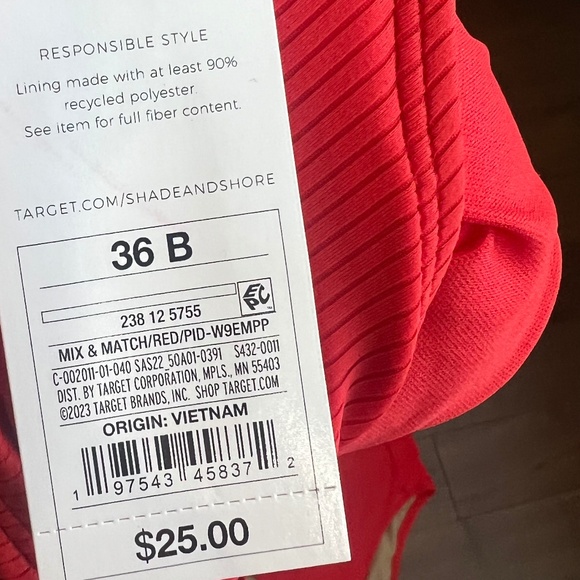 RESPONSIBLE STYLE
Lining made with at least 90%
recycled polyester.
See item for full fiber content.
TARGET.COM/SHADEANDSHORE
36 B
EPC
238 12 5755
MIX & MATCH/RED/PID-W9EMPP
C-002011-01-040 SAS22_50A01-0391 S432-0011
DIST. BY TARGET CORPORATION, MPLS., MN 55403
©2023 TARGET BRANDS, INC. SHOP TARGET.COM
ORIGIN: VIETNAM
1 97543 45837 2
$25.00